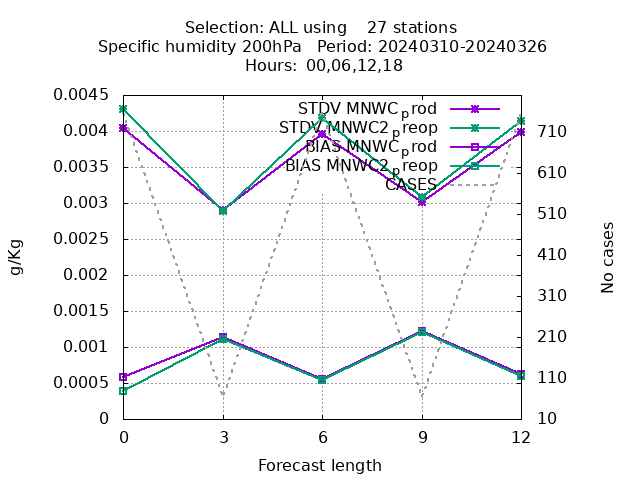 Selection: ALL using    27 stations
Specific humidity 200hPa   Period: 20240310-20240326
Hours: 00,06,12,18
STDV MNWC_prod
STDV MNWC2_preop
BIAS MNWC_prod
BIAS MNWC2_preop
CASES
0.0045
0.004
0.0035
0.003
0.0025
0.002
0.0015
0.001
0.0005
0
g/Kg
710
610
510
410
310
210
110
10
No cases
0 3 6 9 12
Forecast length